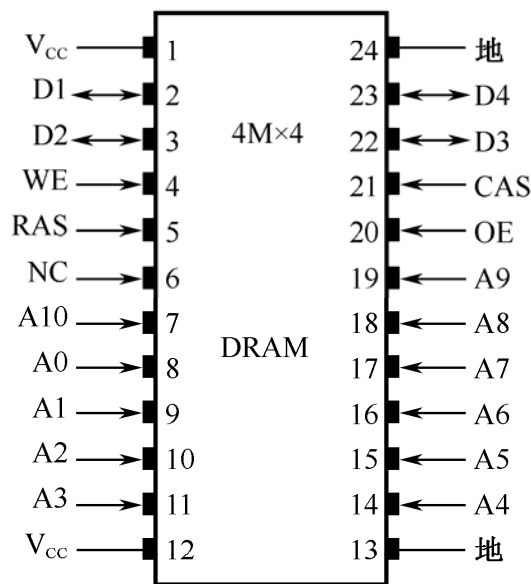 V_CC 1 24 地
D1 2 23 D4
D2 3 4M×4 22 D3
WE 4 21 CAS
RAS 5 20 OE
NC 6 19 A9
A10 7 18 A8
A0 8 DRAM 17 A7
A1 9 16 A6
A2 10 15 A5
A3 11 14 A4
V_CC 12 13 地